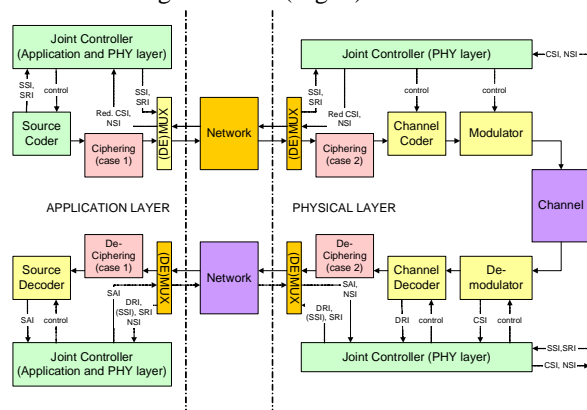 Joint Controller
(Application and PHY layer)
Joint Controller (PHY layer)
CSI, NSI
SSI,
SRI
control
Red. CSI,
NSI
SSI,
SRI
SSI,
SRI
Red CSI,
NSI
control
control
Source
Coder
Ciphering
(case 1)
(DE)MUX
Network
(DE)MUX
Ciphering
(case 2)
Channel
Coder
Modulator
Channel
APPLICATION LAYER
PHYSICAL LAYER
Source
Decoder
De-
Ciphering
(case 1)
(DE)MUX
Network
(DE)MUX
De-
Ciphering
(case 2)
Channel
Decoder
De-
modulator
SAI
control
SAI
DRI,
(SSI), SRI
NSI
DRI,
(SSI), SRI
SAI,
NSI
DRI
control
CSI
control
Joint Controller
(Application and PHY layer)
Joint Controller (PHY layer)
SSI,SRI
CSI, NSI